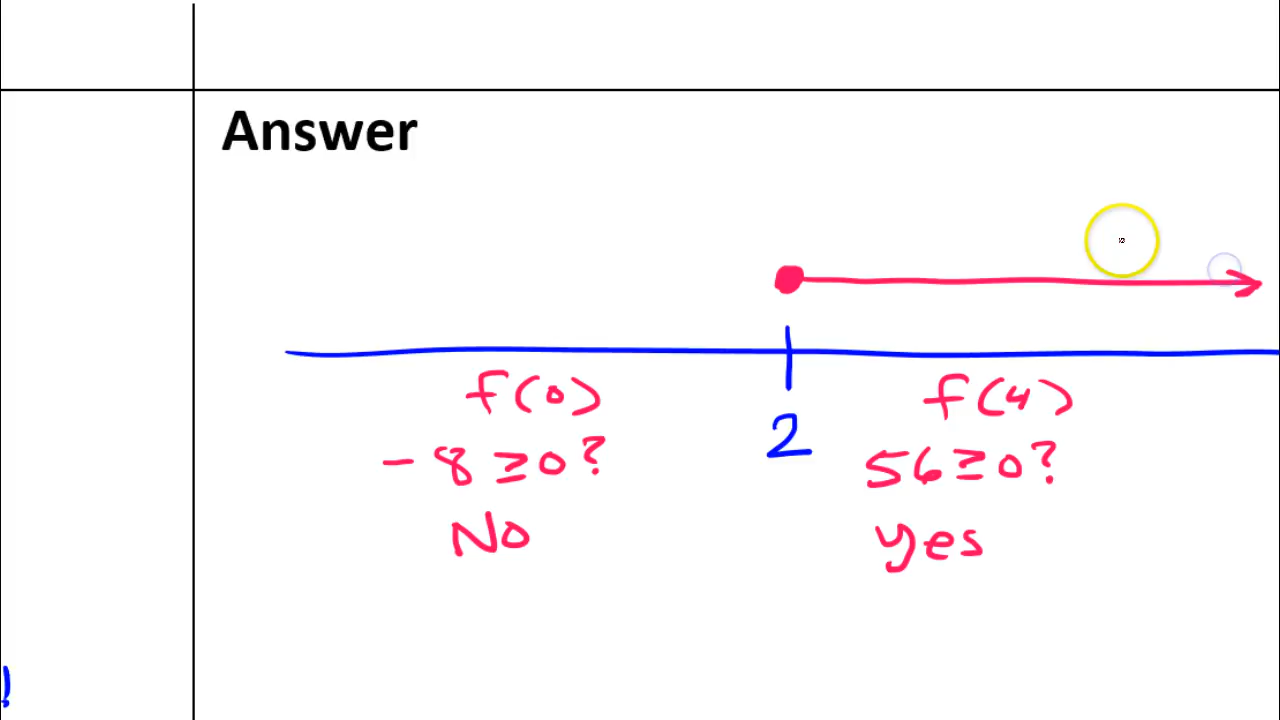 Answer
f(0) f(4)
2
-8 ≥ 0? 56 ≥ 0?
No yes
!